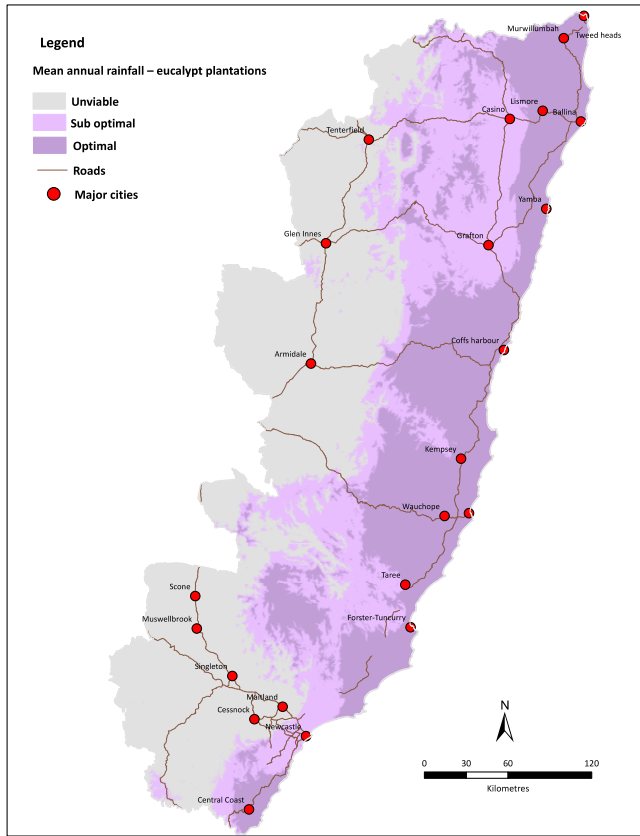 Legend
Mean annual rainfall – eucalypt plantations
Unviable
Sub optimal
Optimal
Roads
Major cities
Murwillumbah
Tweed heads
Lismore
Casino
Ballina
Tenterfield
Yamba
Glen Innes
Grafton
Coffs harbour
Armidale
Kempsey
Wauchope
Taree
Scone
Forster-Tuncurry
Muswellbrook
Singleton
Maitland
Cessnock
Newcastle
Central Coast
N
0 30 60 120
Kilometres